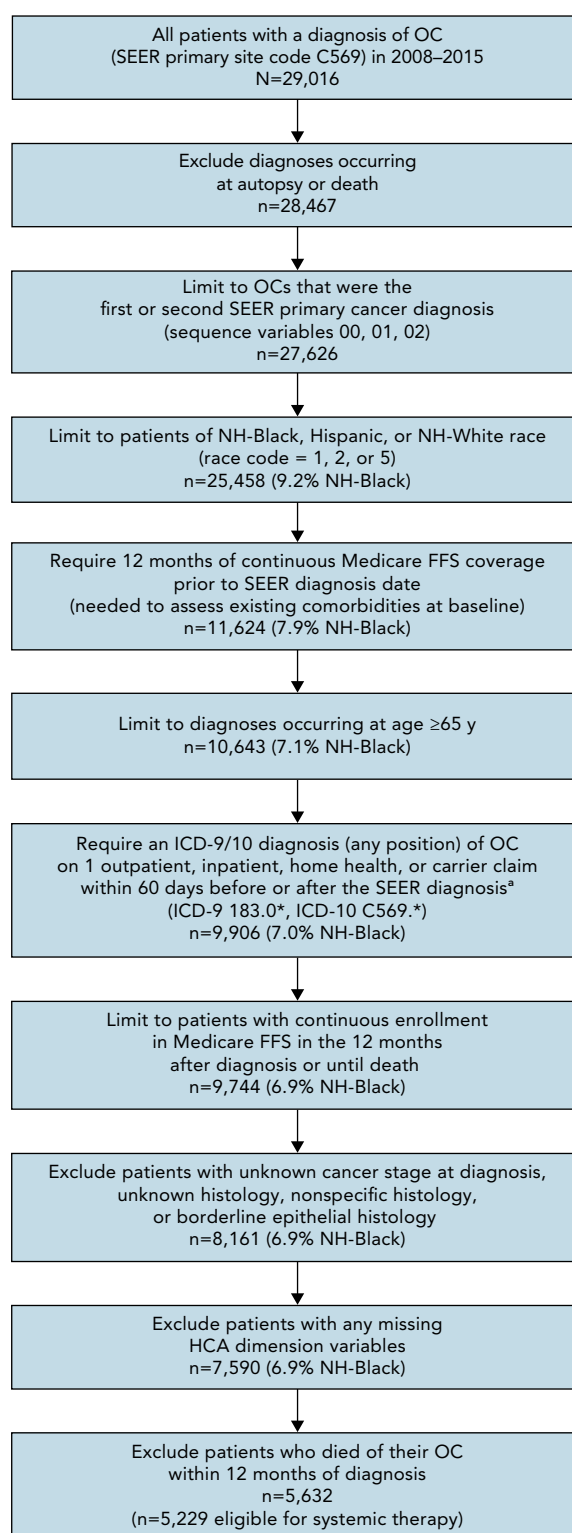 All patients with a diagnosis of OC
(SEER primary site code C569) in 2008–2015
N=29,016
Exclude diagnoses occurring
at autopsy or death
n=28,467
Limit to OCs that were the
first or second SEER primary cancer diagnosis
(sequence variables 00, 01, 02)
n=27,626
Limit to patients of NH-Black, Hispanic, or NH-White race
(race code = 1, 2, or 5)
n=25,458 (9.2% NH-Black)
Require 12 months of continuous Medicare FFS coverage
prior to SEER diagnosis date
(needed to assess existing comorbidities at baseline)
n=11,624 (7.9% NH-Black)
Limit to diagnoses occurring at age ≥65 y
n=10,643 (7.1% NH-Black)
Require an ICD-9/10 diagnosis (any position) of OC
on 1 outpatient, inpatient, home health, or carrier claim
within 60 days before or after the SEER diagnosisᵃ
(ICD-9 183.0*, ICD-10 C569.*)
n=9,906 (7.0% NH-Black)
Limit to patients with continuous enrollment
in Medicare FFS in the 12 months
after diagnosis or until death
n=9,744 (6.9% NH-Black)
Exclude patients with unknown cancer stage at diagnosis,
unknown histology, nonspecific histology,
or borderline epithelial histology
n=8,161 (6.9% NH-Black)
Exclude patients with any missing
HCA dimension variables
n=7,590 (6.9% NH-Black)
Exclude patients who died of their OC
within 12 months of diagnosis
n=5,632
(n=5,229 eligible for systemic therapy)